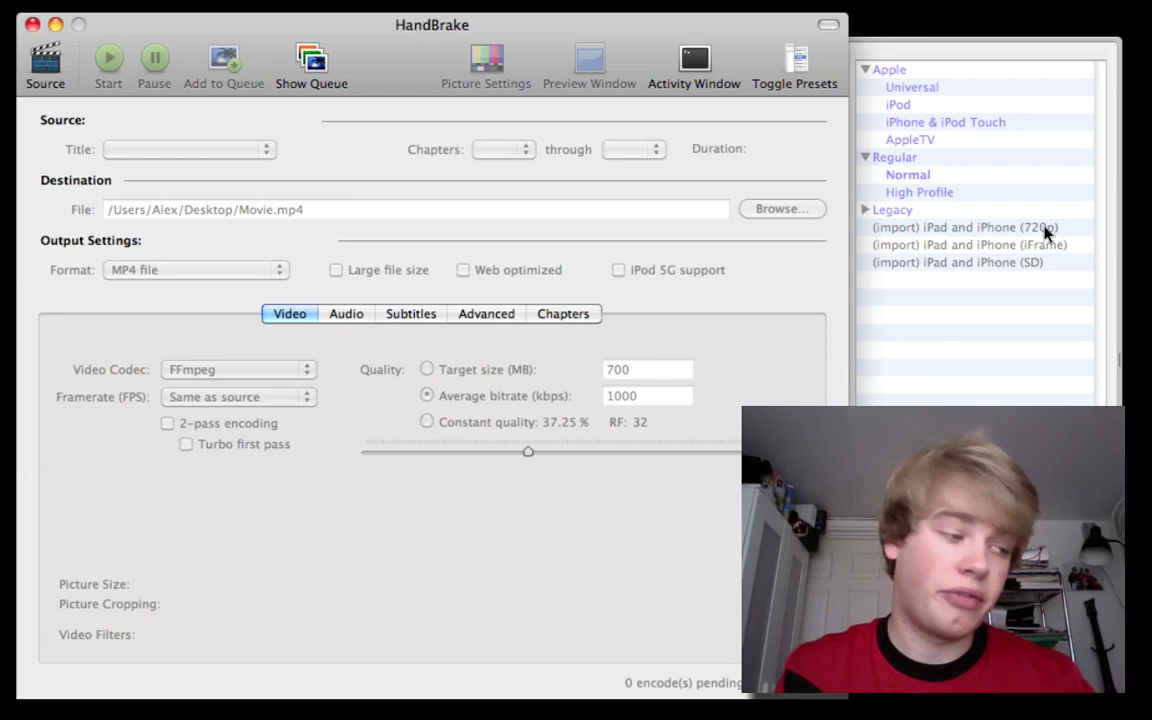 HandBrake
Source Start Pause Add to Queue Show Queue Picture Settings Preview Window Activity Window Toggle Presets
Source:
Title: Chapters: through Duration:
Destination
File: /Users/Alex/Desktop/Movie.mp4 Browse...
Output Settings:
Format: MP4 file Large file size Web optimized iPod 5G support
Video Audio Subtitles Advanced Chapters
Video Codec: FFmpeg Quality: Target size (MB): 700
Framerate (FPS): Same as source Average bitrate (kbps): 1000
2-pass encoding Constant quality: 37.25 % RF: 32
Turbo first pass
Picture Size:
Picture Cropping:
Video Filters:
0 encode(s) pending
Apple
Universal
iPod
iPhone & iPod Touch
AppleTV
Regular
Normal
High Profile
Legacy
(import) iPad and iPhone (720p)
(import) iPad and iPhone (iFrame)
(import) iPad and iPhone (SD)